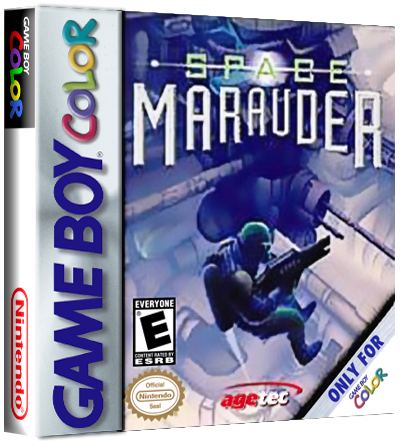 GAME BOY
COLOR
Nintendo
GAME BOY COLOR
SPACE
MARAUDER
EVERYONE
E
CONTENT RATED BY
ESRB
Official
Nintendo
Seal
agetec
ONLY FOR
GAME BOY
COLOR